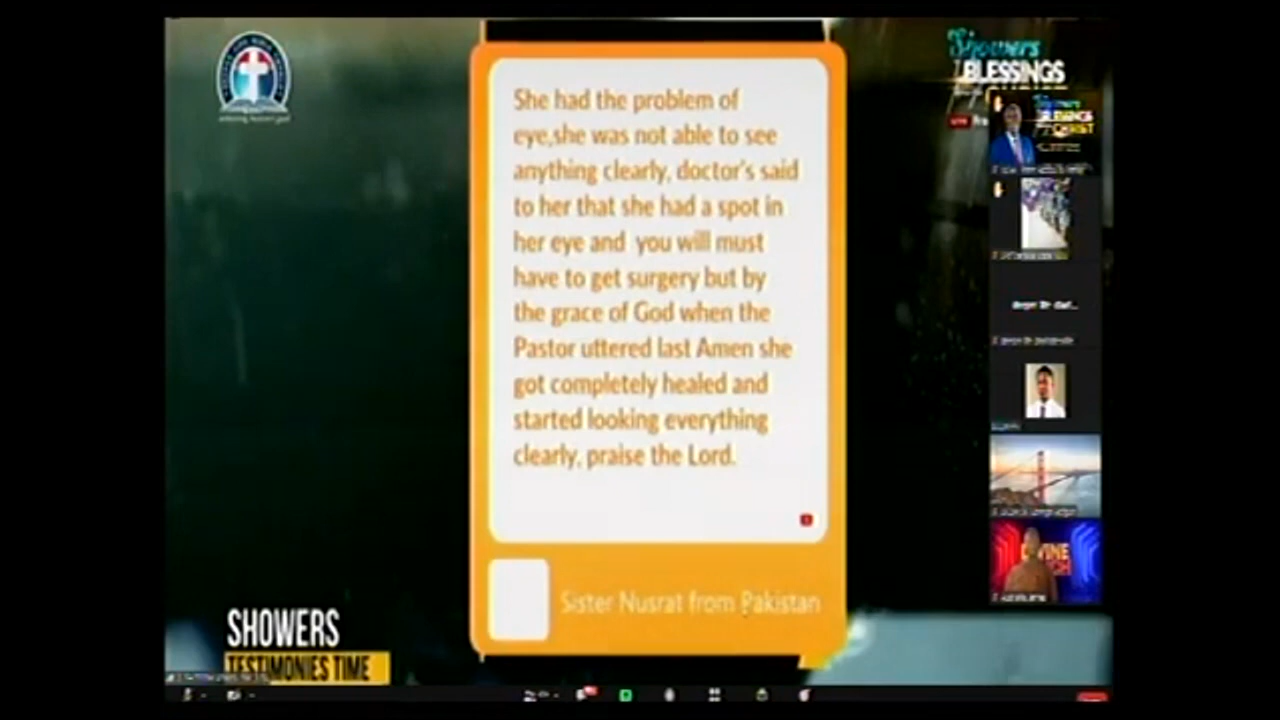 She had the problem of
eye,she was not able to see
anything clearly, doctor's said
to her that she had a spot in
her eye and  you will must
have to get surgery but by
the grace of God when the
Pastor uttered last Amen she
got completely healed and
started looking everything
clearly, praise the Lord.
Sister Nusrat from Pakistan
SHOWERS
TESTIMONIES TIME
Showers
BLESSINGS
LIVE
CHRIST